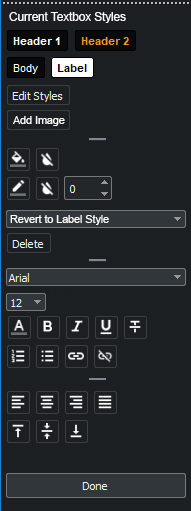 Current Textbox Styles
Header 1 Header 2
Body Label
Edit Styles
Add Image
0
Revert to Label Style
Delete
Arial
12
A B I U T
Done